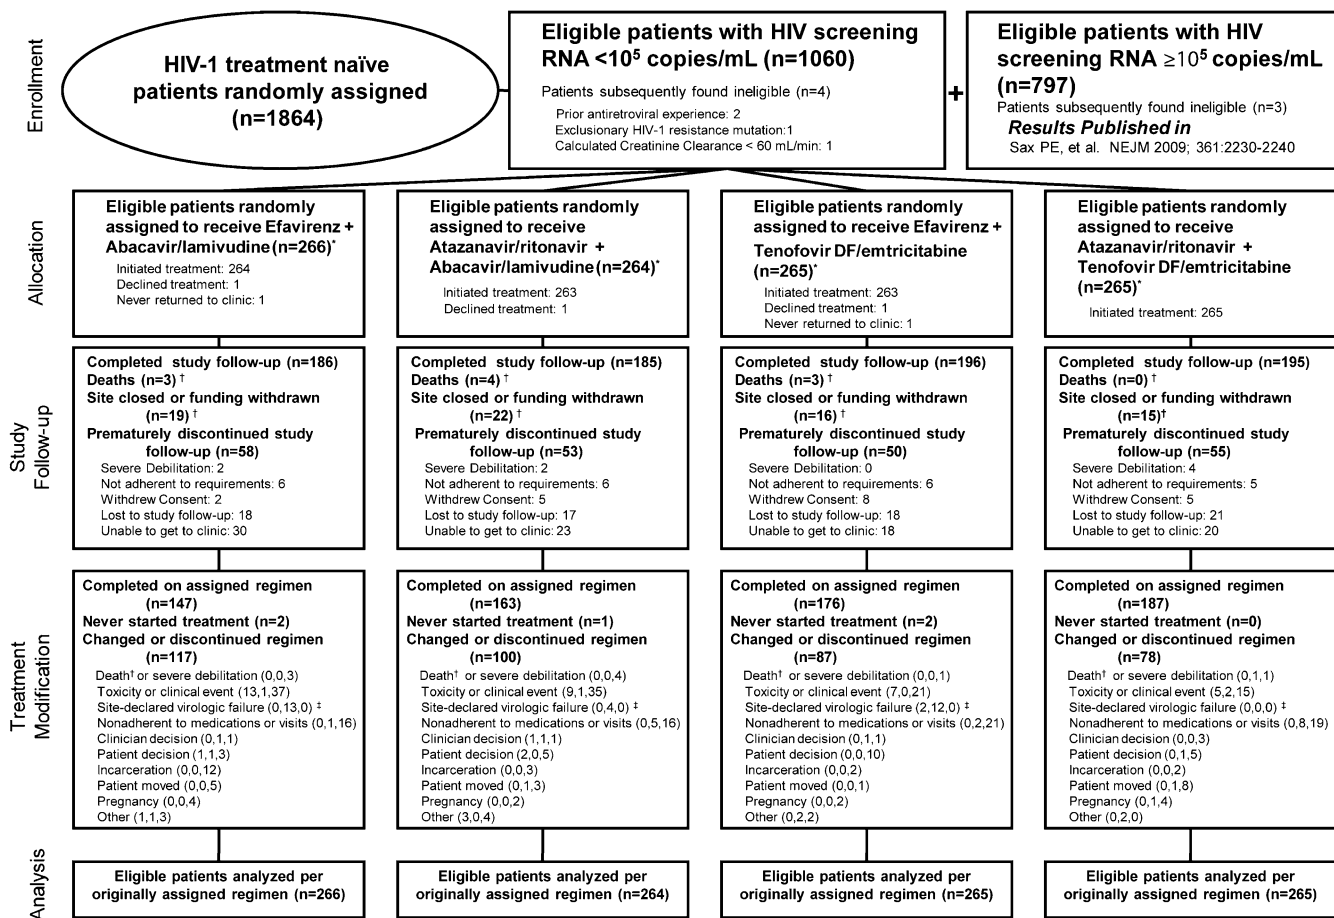 Enrollment
HIV-1 treatment naïve
patients randomly assigned
(n=1864)
Eligible patients with HIV screening
RNA <10⁵ copies/mL (n=1060)
Patients subsequently found ineligible (n=4)
Prior antiretroviral experience: 2
Exclusionary HIV-1 resistance mutation:1
Calculated Creatinine Clearance < 60 mL/min: 1
+
Eligible patients with HIV
screening RNA ≥10⁵ copies/mL
(n=797)
Patients subsequently found ineligible (n=3)
Results Published in
Sax PE, et al. NEJM 2009; 361:2230-2240
Allocation
Eligible patients randomly
assigned to receive Efavirenz +
Abacavir/lamivudine (n=266)*
Initiated treatment: 264
Declined treatment: 1
Never returned to clinic: 1
Eligible patients randomly
assigned to receive
Atazanavir/ritonavir +
Abacavir/lamivudine (n=264)*
Initiated treatment: 263
Declined treatment: 1
Eligible patients randomly
assigned to receive Efavirenz +
Tenofovir DF/emtricitabine
(n=265)*
Initiated treatment: 263
Declined treatment: 1
Never returned to clinic: 1
Eligible patients randomly
assigned to receive
Atazanavir/ritonavir +
Tenofovir DF/emtricitabine
(n=265)*
Initiated treatment: 265
Study
Follow-up
Completed study follow-up (n=186)
Deaths (n=3) †
Site closed or funding withdrawn
(n=19) †
Prematurely discontinued study
follow-up (n=58)
Severe Debilitation: 2
Not adherent to requirements: 6
Withdrew Consent: 2
Lost to study follow-up: 18
Unable to get to clinic: 30
Completed study follow-up (n=185)
Deaths (n=4) †
Site closed or funding withdrawn
(n=22) †
Prematurely discontinued study
follow-up (n=53)
Severe Debilitation: 2
Not adherent to requirements: 6
Withdrew Consent: 5
Lost to study follow-up: 17
Unable to get to clinic: 23
Completed study follow-up (n=196)
Deaths (n=3) †
Site closed or funding withdrawn
(n=16) †
Prematurely discontinued study
follow-up (n=50)
Severe Debilitation: 0
Not adherent to requirements: 6
Withdrew Consent: 8
Lost to study follow-up: 18
Unable to get to clinic: 18
Completed study follow-up (n=195)
Deaths (n=0) †
Site closed or funding withdrawn
(n=15)†
Prematurely discontinued study
follow-up (n=55)
Severe Debilitation: 4
Not adherent to requirements: 5
Withdrew Consent: 5
Lost to study follow-up: 21
Unable to get to clinic: 20
Treatment
Modification
Completed on assigned regimen
(n=147)
Never started treatment (n=2)
Changed or discontinued regimen
(n=117)
Death† or severe debilitation (0,0,3)
Toxicity or clinical event (13,1,37)
Site-declared virologic failure (0,13,0) ‡
Nonadherent to medications or visits (0,1,16)
Clinician decision (0,1,1)
Patient decision (1,1,3)
Incarceration (0,0,12)
Patient moved (0,0,5)
Pregnancy (0,0,4)
Other (1,1,3)
Completed on assigned regimen
(n=163)
Never started treatment (n=1)
Changed or discontinued regimen
(n=100)
Death† or severe debilitation (0,0,4)
Toxicity or clinical event (9,1,35)
Site-declared virologic failure (0,4,0) ‡
Nonadherent to medications or visits (0,5,16)
Clinician decision (1,1,1)
Patient decision (2,0,5)
Incarceration (0,0,3)
Patient moved (0,1,3)
Pregnancy (0,0,2)
Other (3,0,4)
Completed on assigned regimen
(n=176)
Never started treatment (n=2)
Changed or discontinued regimen
(n=87)
Death† or severe debilitation (0,0,1)
Toxicity or clinical event (7,0,21)
Site-declared virologic failure (2,12,0) ‡
Nonadherent to medications or visits (0,2,21)
Clinician decision (0,1,1)
Patient decision (0,0,10)
Incarceration (0,0,2)
Patient moved (0,0,1)
Pregnancy (0,0,2)
Other (0,2,2)
Completed on assigned regimen
(n=187)
Never started treatment (n=0)
Changed or discontinued regimen
(n=78)
Death† or severe debilitation (0,1,1)
Toxicity or clinical event (5,2,15)
Site-declared virologic failure (0,0,0) ‡
Nonadherent to medications or visits (0,8,19)
Clinician decision (0,0,3)
Patient decision (0,1,5)
Incarceration (0,0,2)
Patient moved (0,1,8)
Pregnancy (0,1,4)
Other (0,2,0)
Analysis
Eligible patients analyzed per
originally assigned regimen (n=266)
Eligible patients analyzed per
originally assigned regimen (n=264)
Eligible patients analyzed per
originally assigned regimen (n=265)
Eligible patients analyzed per
originally assigned regimen (n=265)